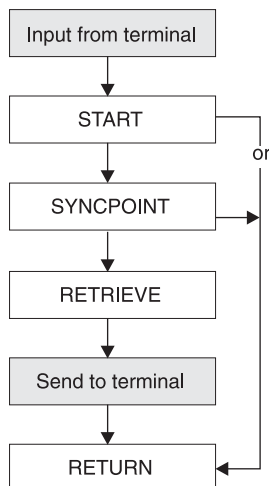 Input from terminal
START
or
SYNCPOINT
RETRIEVE
Send to terminal
RETURN